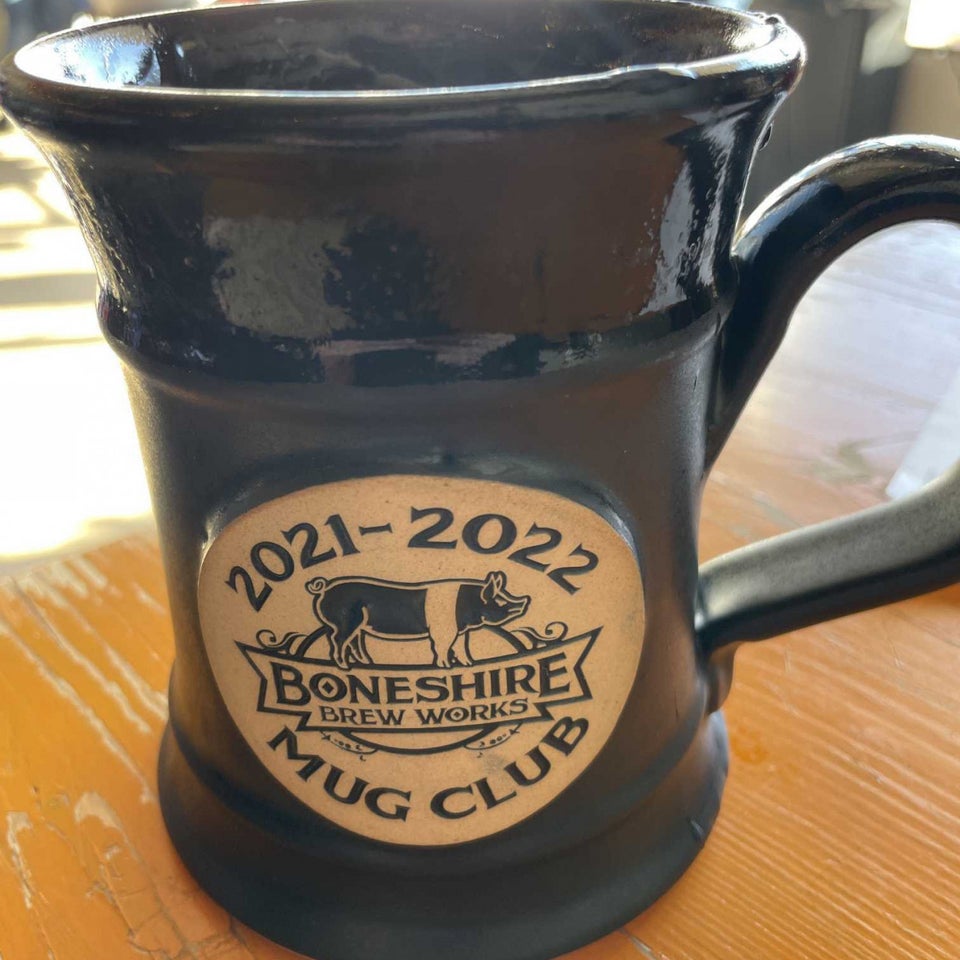 2021-2022
BONESHIRE
BREW WORKS
MUG CLUB